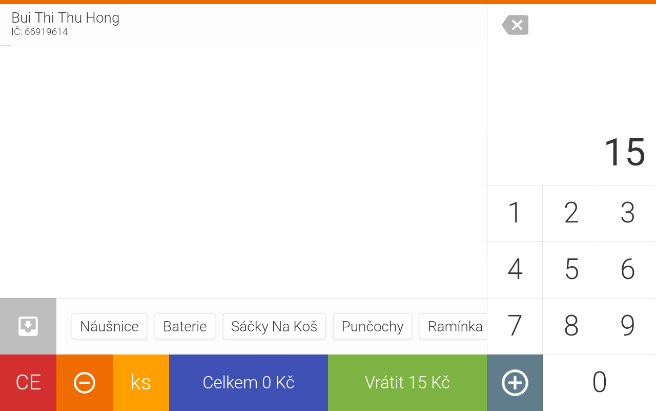 Bui Thi Thu Hong
IČ: 66919614
15
1 2 3
4 5 6
7 8 9
Náušnice Baterie Sáčky Na Koš Punčochy Ramínka
CE ks Celkem 0 Kč Vrátit 15 Kč 0